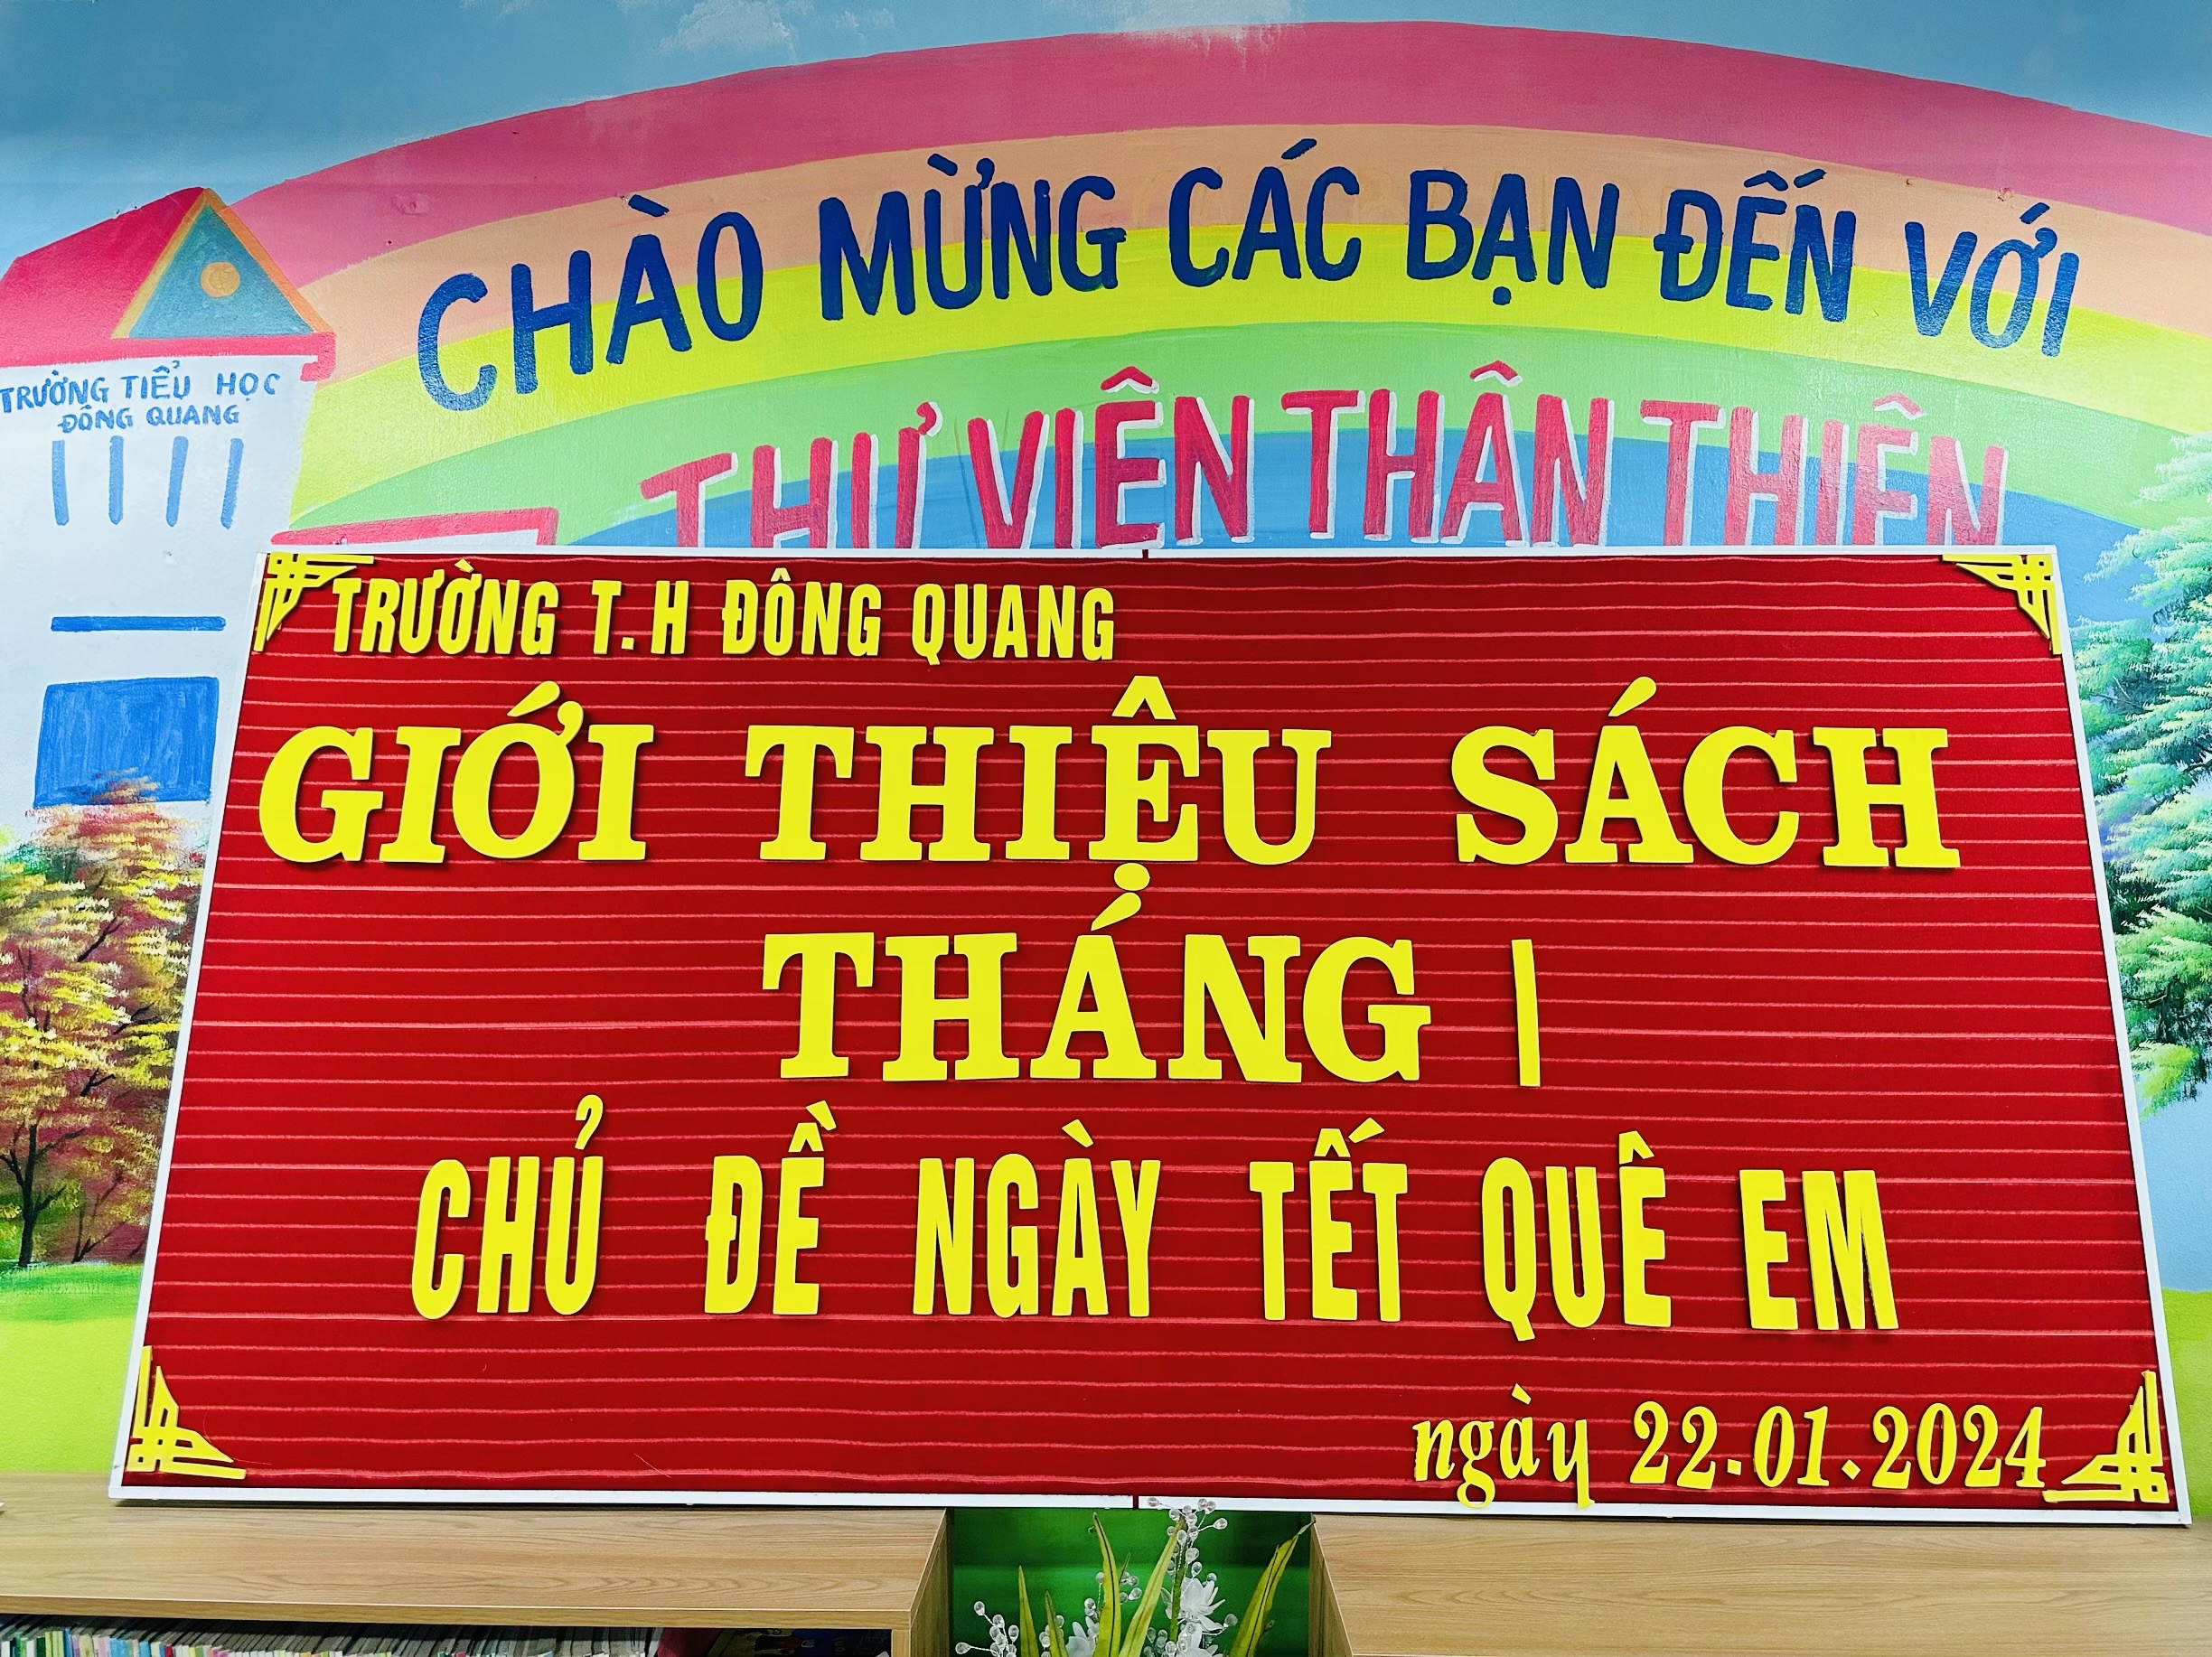 CHÀO MỪNG CÁC BẠN ĐẾN VỚI
THƯ VIỆN THÂN THIỆN
TRƯỜNG TIỂU HỌC
ĐÔNG QUANG
TRƯỜNG T.H ĐÔNG QUANG
GIỚI THIỆU SÁCH
THÁNG 1
CHỦ ĐỀ NGÀY TẾT QUÊ EM
ngày 22.01.2024